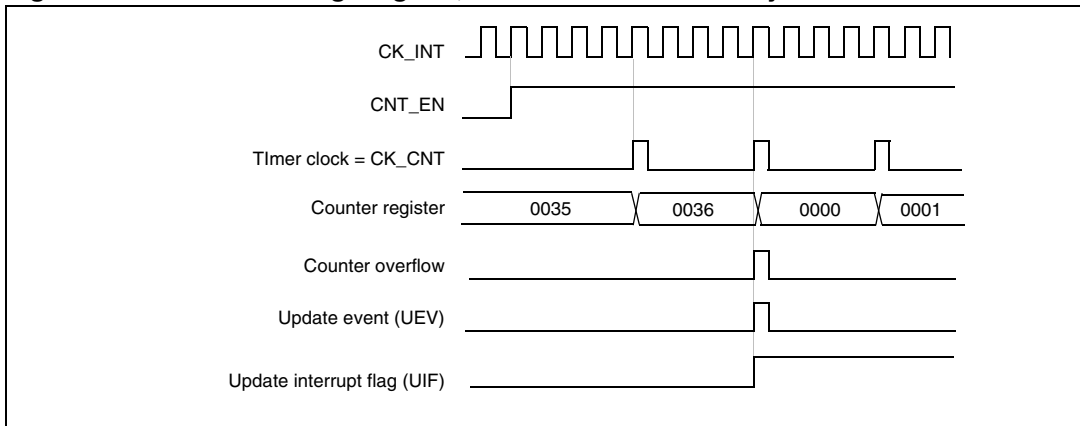 CK_INT
CNT_EN
TImer clock = CK_CNT
Counter register
0035 0036 0000 0001
Counter overflow
Update event (UEV)
Update interrupt flag (UIF)